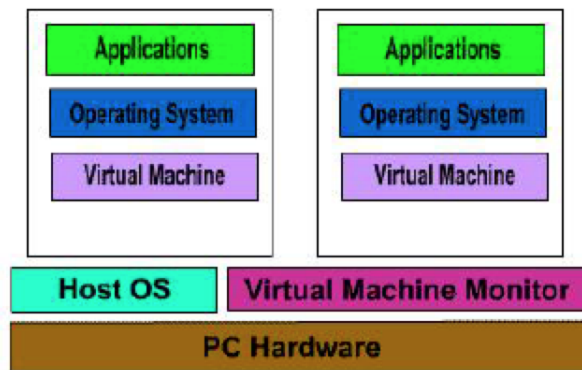 Applications
Operating System
Virtual Machine
Applications
Operating System
Virtual Machine
Host OS
Virtual Machine Monitor
PC Hardware